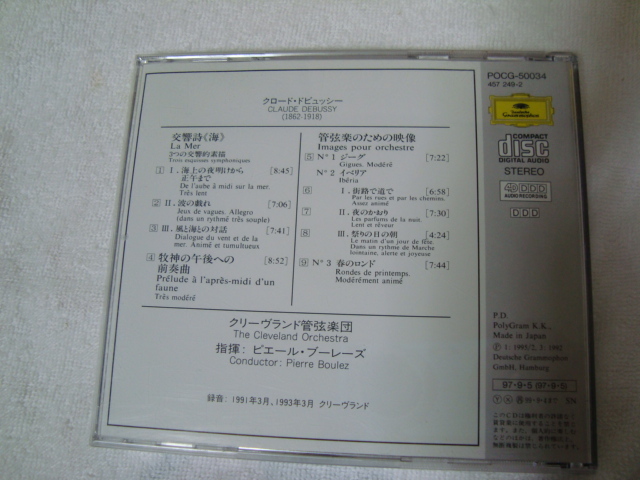 クロード・ドビュッシー
CLAUDE DEBUSSY
(1862-1918)
交響詩《海》
La Mer
3つの交響的素描
Trois esquisses symphoniques
1 I. 海上の夜明けから [8:45]
正午まで
De l'aube à midi sur la mer.
Très lent
2 II. 波の戯れ [7:06]
Jeux de vagues. Allegro
(dans un rythme très souple)
3 III. 風と海との対話 [7:41]
Dialogue du vent et de la
mer. Animé et tumultueux
4 牧神の午後への [8:52]
前奏曲
Prélude à l'après-midi d'un
faune
Très modéré
管弦楽のための映像
Images pour orchestre
5 N° 1 ジーグ [7:22]
Gigues. Modéré
N° 2 イベリア
Ibéria
6 I. 街路で道で [6:58]
Par les rues et par les chemins.
Assez animé
7 II. 夜のかおり [7:30]
Les parfums de la nuit
Lent et rêveur
8 III. 祭りの日の朝 [4:24]
Le matin d'un jour de fête.
Dans un rythme de Marche
lointaine, alerte et joyeuse
9 N° 3 春のロンド [7:44]
Rondes de printemps.
Modérément animé
クリーヴランド管弦楽団
The Cleveland Orchestra
指揮: ピエール・ブーレーズ
Conductor: Pierre Boulez
録音: 1991年3月、1993年3月 クリーヴランド
POCG-50034
457 249-2
Deutsche
Grammophon
COMPACT
disc
DIGITAL AUDIO
STEREO
4D DDD
AUDIO RECORDING
DDD
P.D.
PolyGram K.K.,
Made in Japan
Deutsche Grammophon
GmbH, Hamburg
97・9・5 (97・9・5)